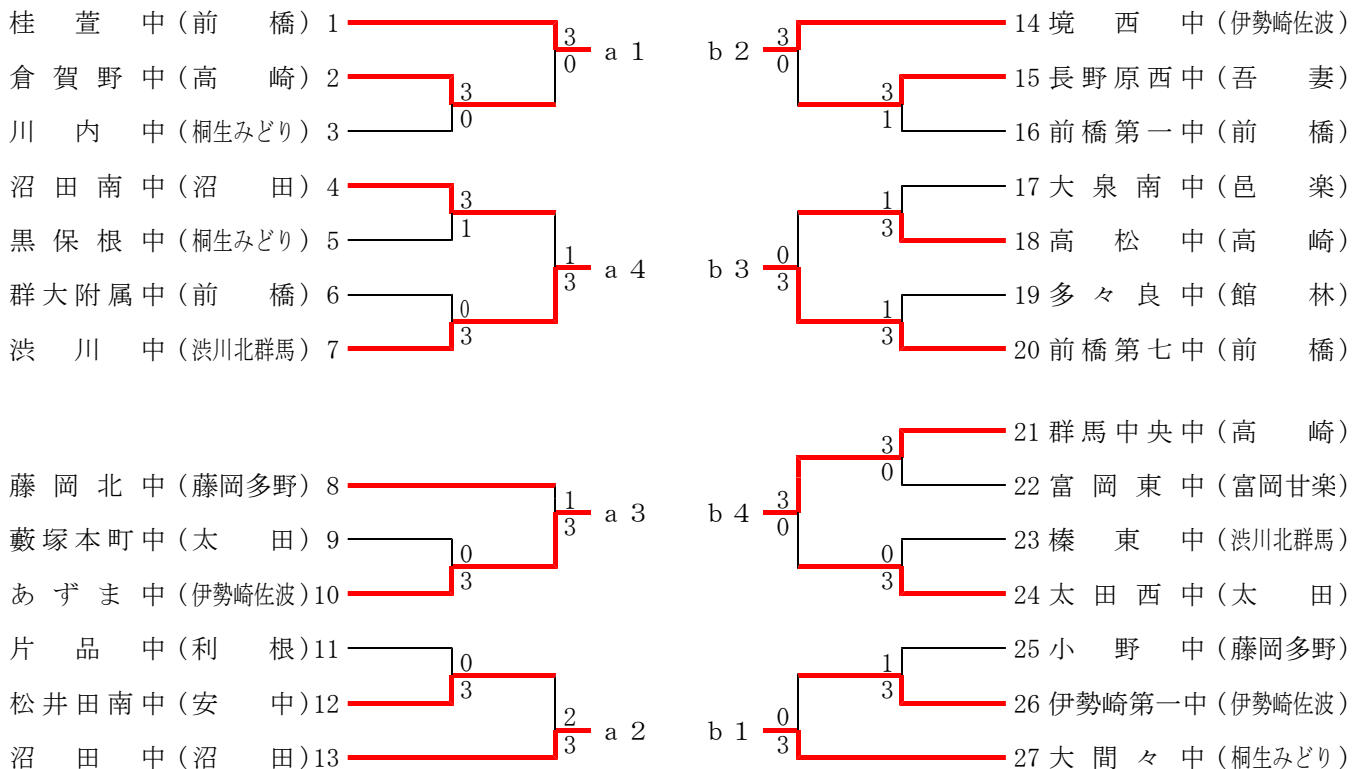 桂萱中(前橋)1
3
0
a1
倉賀野中(高崎)2
3
0
川内中(桐生みどり)3
沼田南中(沼田)4
3
1
黒保根中(桐生みどり)5
1
3
a4
群大附属中(前橋)6
0
3
渋川中(渋川北群馬)7
藤岡北中(藤岡多野)8
1
3
a3
藪塚本町中(太田)9
0
3
あずま中(伊勢崎佐波)10
片品中(利根)11
0
3
松井田南中(安中)12
2
3
a2
沼田中(沼田)13
14 境西中(伊勢崎佐波)
b2
3
0
15 長野原西中(吾妻)
3
1
16 前橋第一中(前橋)
17 大泉南中(邑楽)
1
3
18 高松中(高崎)
b3
0
3
19 多々良中(館林)
1
3
20 前橋第七中(前橋)
21 群馬中央中(高崎)
3
0
22 富岡東中(富岡甘楽)
b4
3
0
23 榛東中(渋川北群馬)
0
3
24 太田西中(太田)
25 小野中(藤岡多野)
1
3
26 伊勢崎第一中(伊勢崎佐波)
b1
0
3
27 大間々中(桐生みどり)